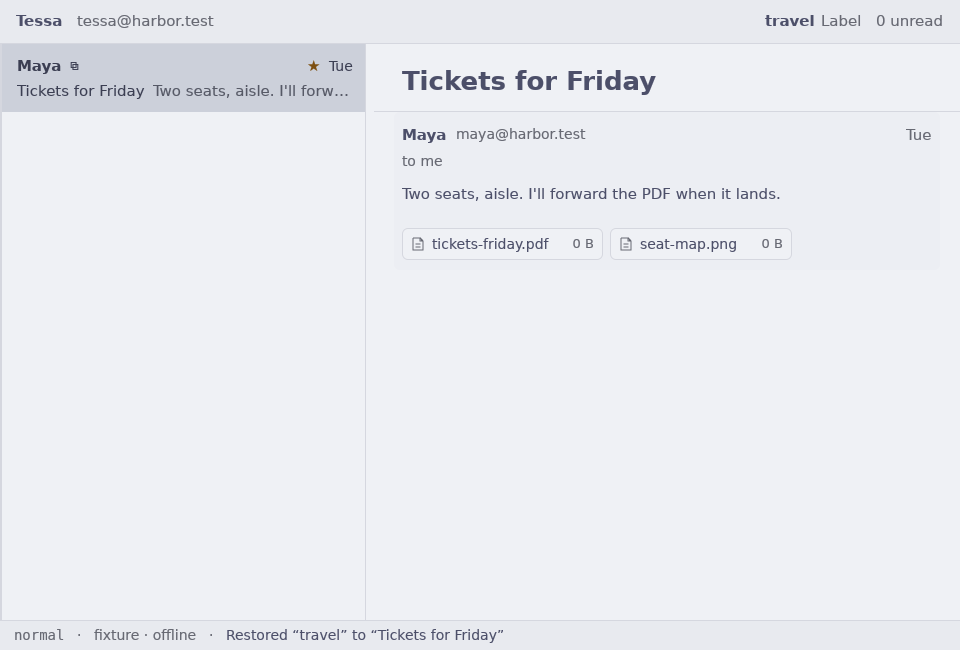 Tessa tessa@harbor.test travel Label 0 unread
Maya ★ Tue
Tickets for Friday Two seats, aisle. I'll forw…
Tickets for Friday
Maya maya@harbor.test Tue
to me
Two seats, aisle. I'll forward the PDF when it lands.
tickets-friday.pdf 0 B seat-map.png 0 B
normal · fixture · offline · Restored “travel” to “Tickets for Friday”